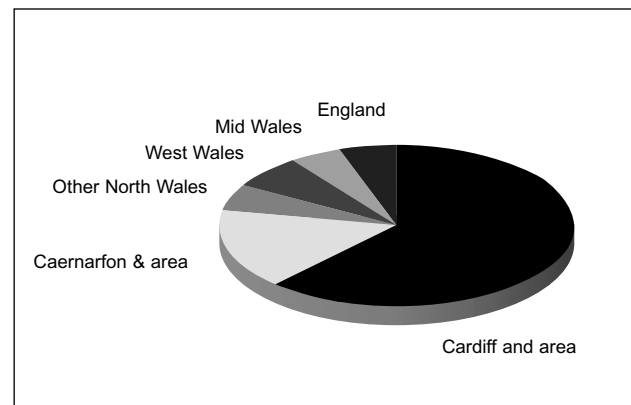 England
Mid Wales
West Wales
Other North Wales
Caernarfon & area
Cardiff and area